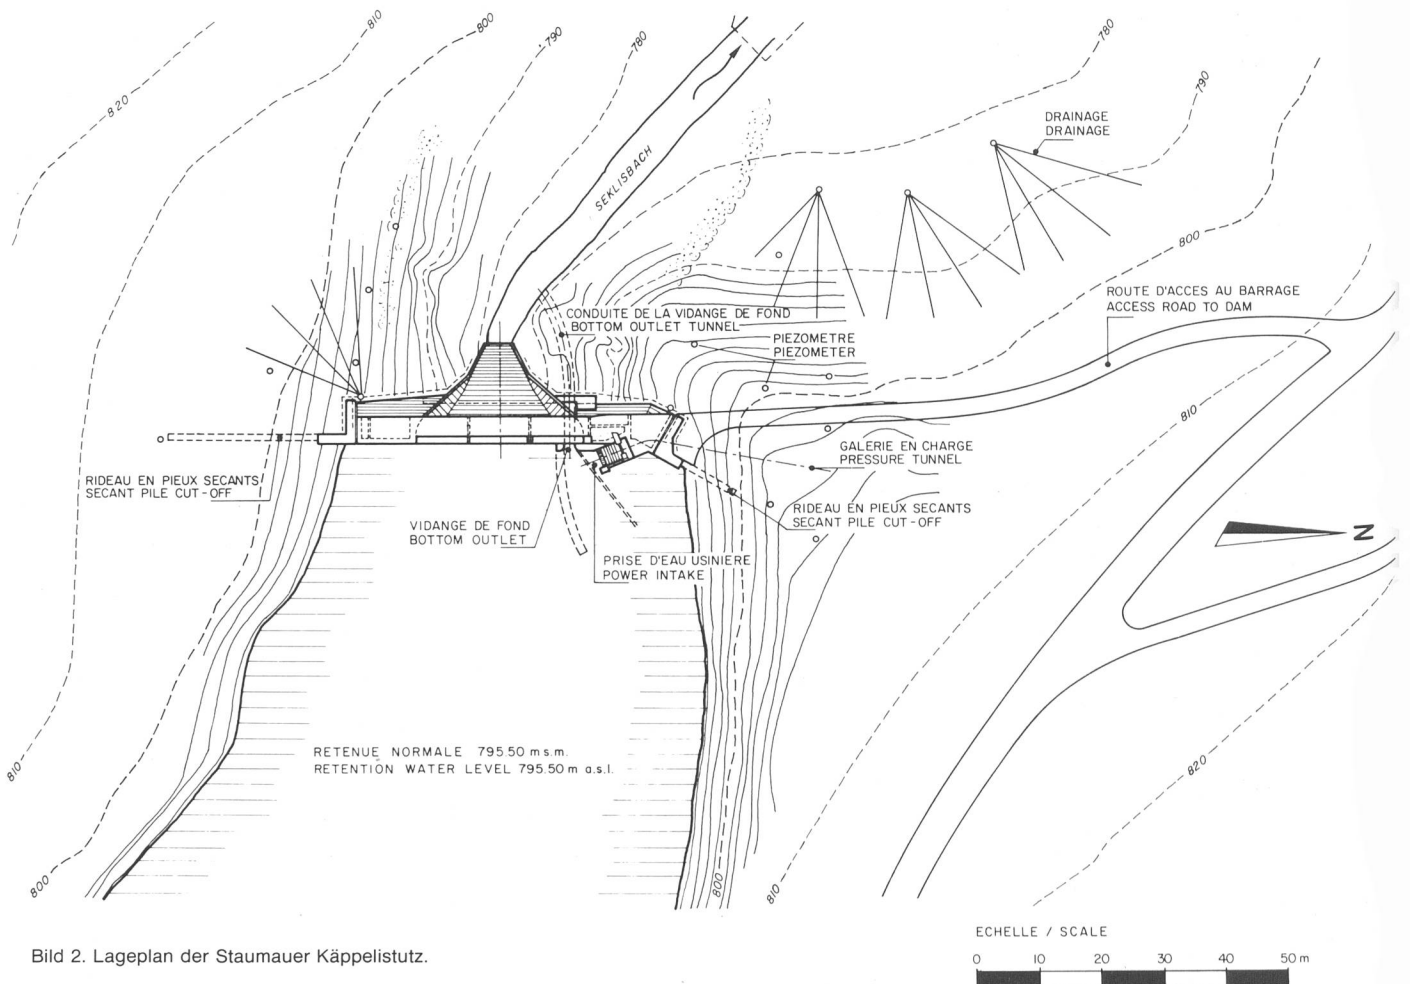 810
800
790
780
780
820
790
DRAINAGE
DRAINAGE
SEKLISBACH
800
ROUTE D'ACCES AU BARRAGE
ACCESS ROAD TO DAM
CONDUITE DE LA VIDANGE DE FOND
BOTTOM OUTLET TUNNEL
PIEZOMETRE
PIEZOMETER
810
GALERIE EN CHARGE
PRESSURE TUNNEL
RIDEAU EN PIEUX SECANTS
SECANT PILE CUT-OFF
RIDEAU EN PIEUX SECANTS
SECANT PILE CUT-OFF
VIDANGE DE FOND
BOTTOM OUTLET
N
PRISE D'EAU USINIERE
POWER INTAKE
RETENUE NORMALE 795.50 m s.m.
RETENTION WATER LEVEL 795.50 m a.s.l.
810
820
800
800
810
ECHELLE / SCALE
0 10 20 30 40 50 m
Bild 2. Lageplan der Staumauer Käppelistutz.